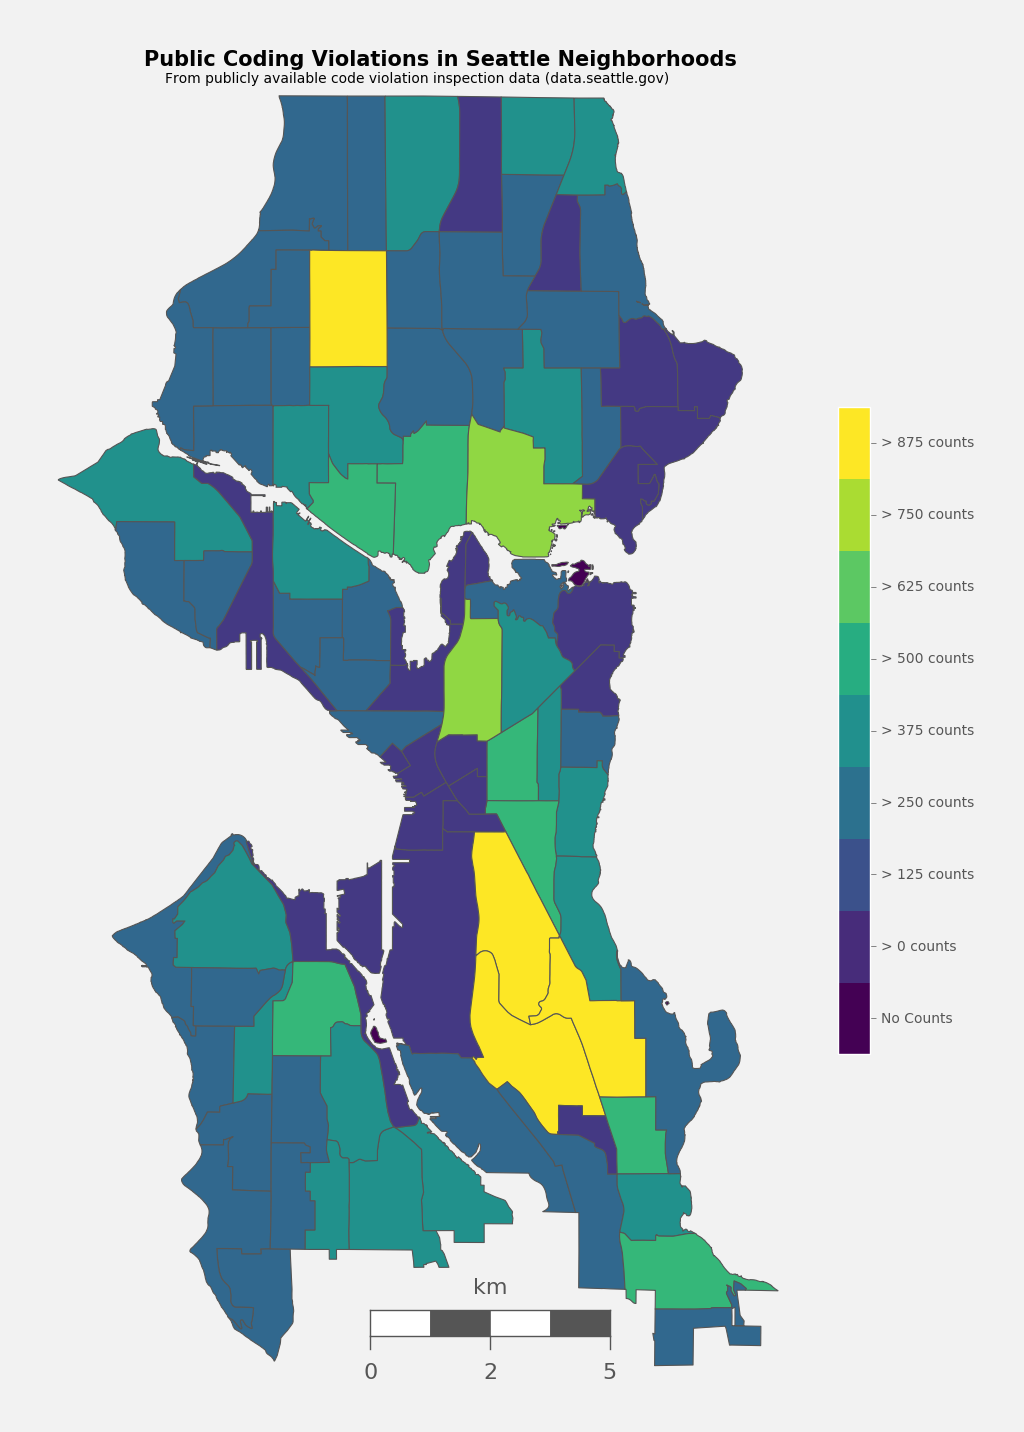 Public Coding Violations in Seattle Neighborhoods
From publicly available code violation inspection data (data.seattle.gov)
> 875 counts
> 750 counts
> 625 counts
> 500 counts
> 375 counts
> 250 counts
> 125 counts
> 0 counts
No Counts
km
0 2 5